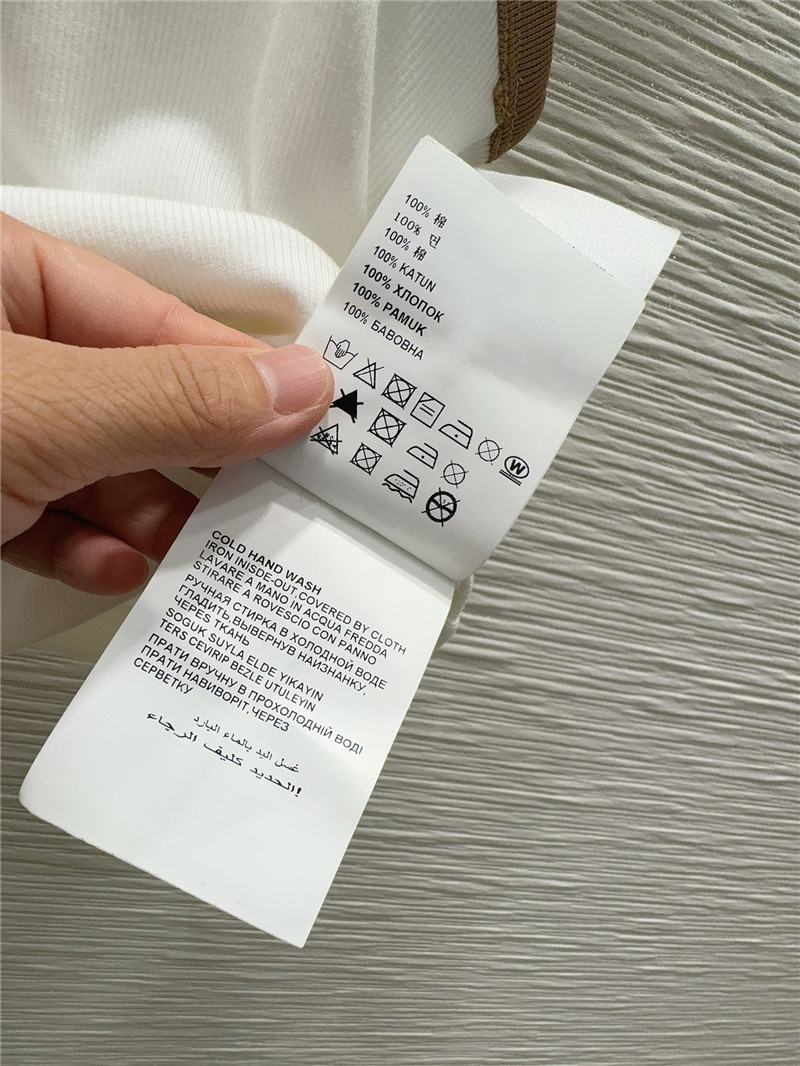 100% 棉
100% 면
100% 棉
100% KATUN
100% ХЛОПОК
100% PAMUK
100% БАВОВНА
W
COLD HAND WASH
IRON INISDE-OUT,COVERED BY CLOTH
LAVARE A MANO IN ACQUA FREDDA
STIRARE A ROVESCIO CON PANNO
РУЧНАЯ СТИРКА В ХОЛОДНОЙ ВОДЕ
ГЛАДИТЬ ВЫВЕРНУВ НАИЗНАНКУ,
ЧЕРЕЗ ТКАНЬ
SOGUK SUYLA ELDE YIKAYIN
TERS CEVIRIP BEZLE UTULEYIN
ПРАТИ ВРУЧНУ В ПРОХОЛОДНІЙ ВОДІ
ПРАТИ НАВИВОРІТ,ЧЕРЕЗ
СЕРВЕТКУ
غسل اليد بالماء البارد
الحديد كليف الرجاء!